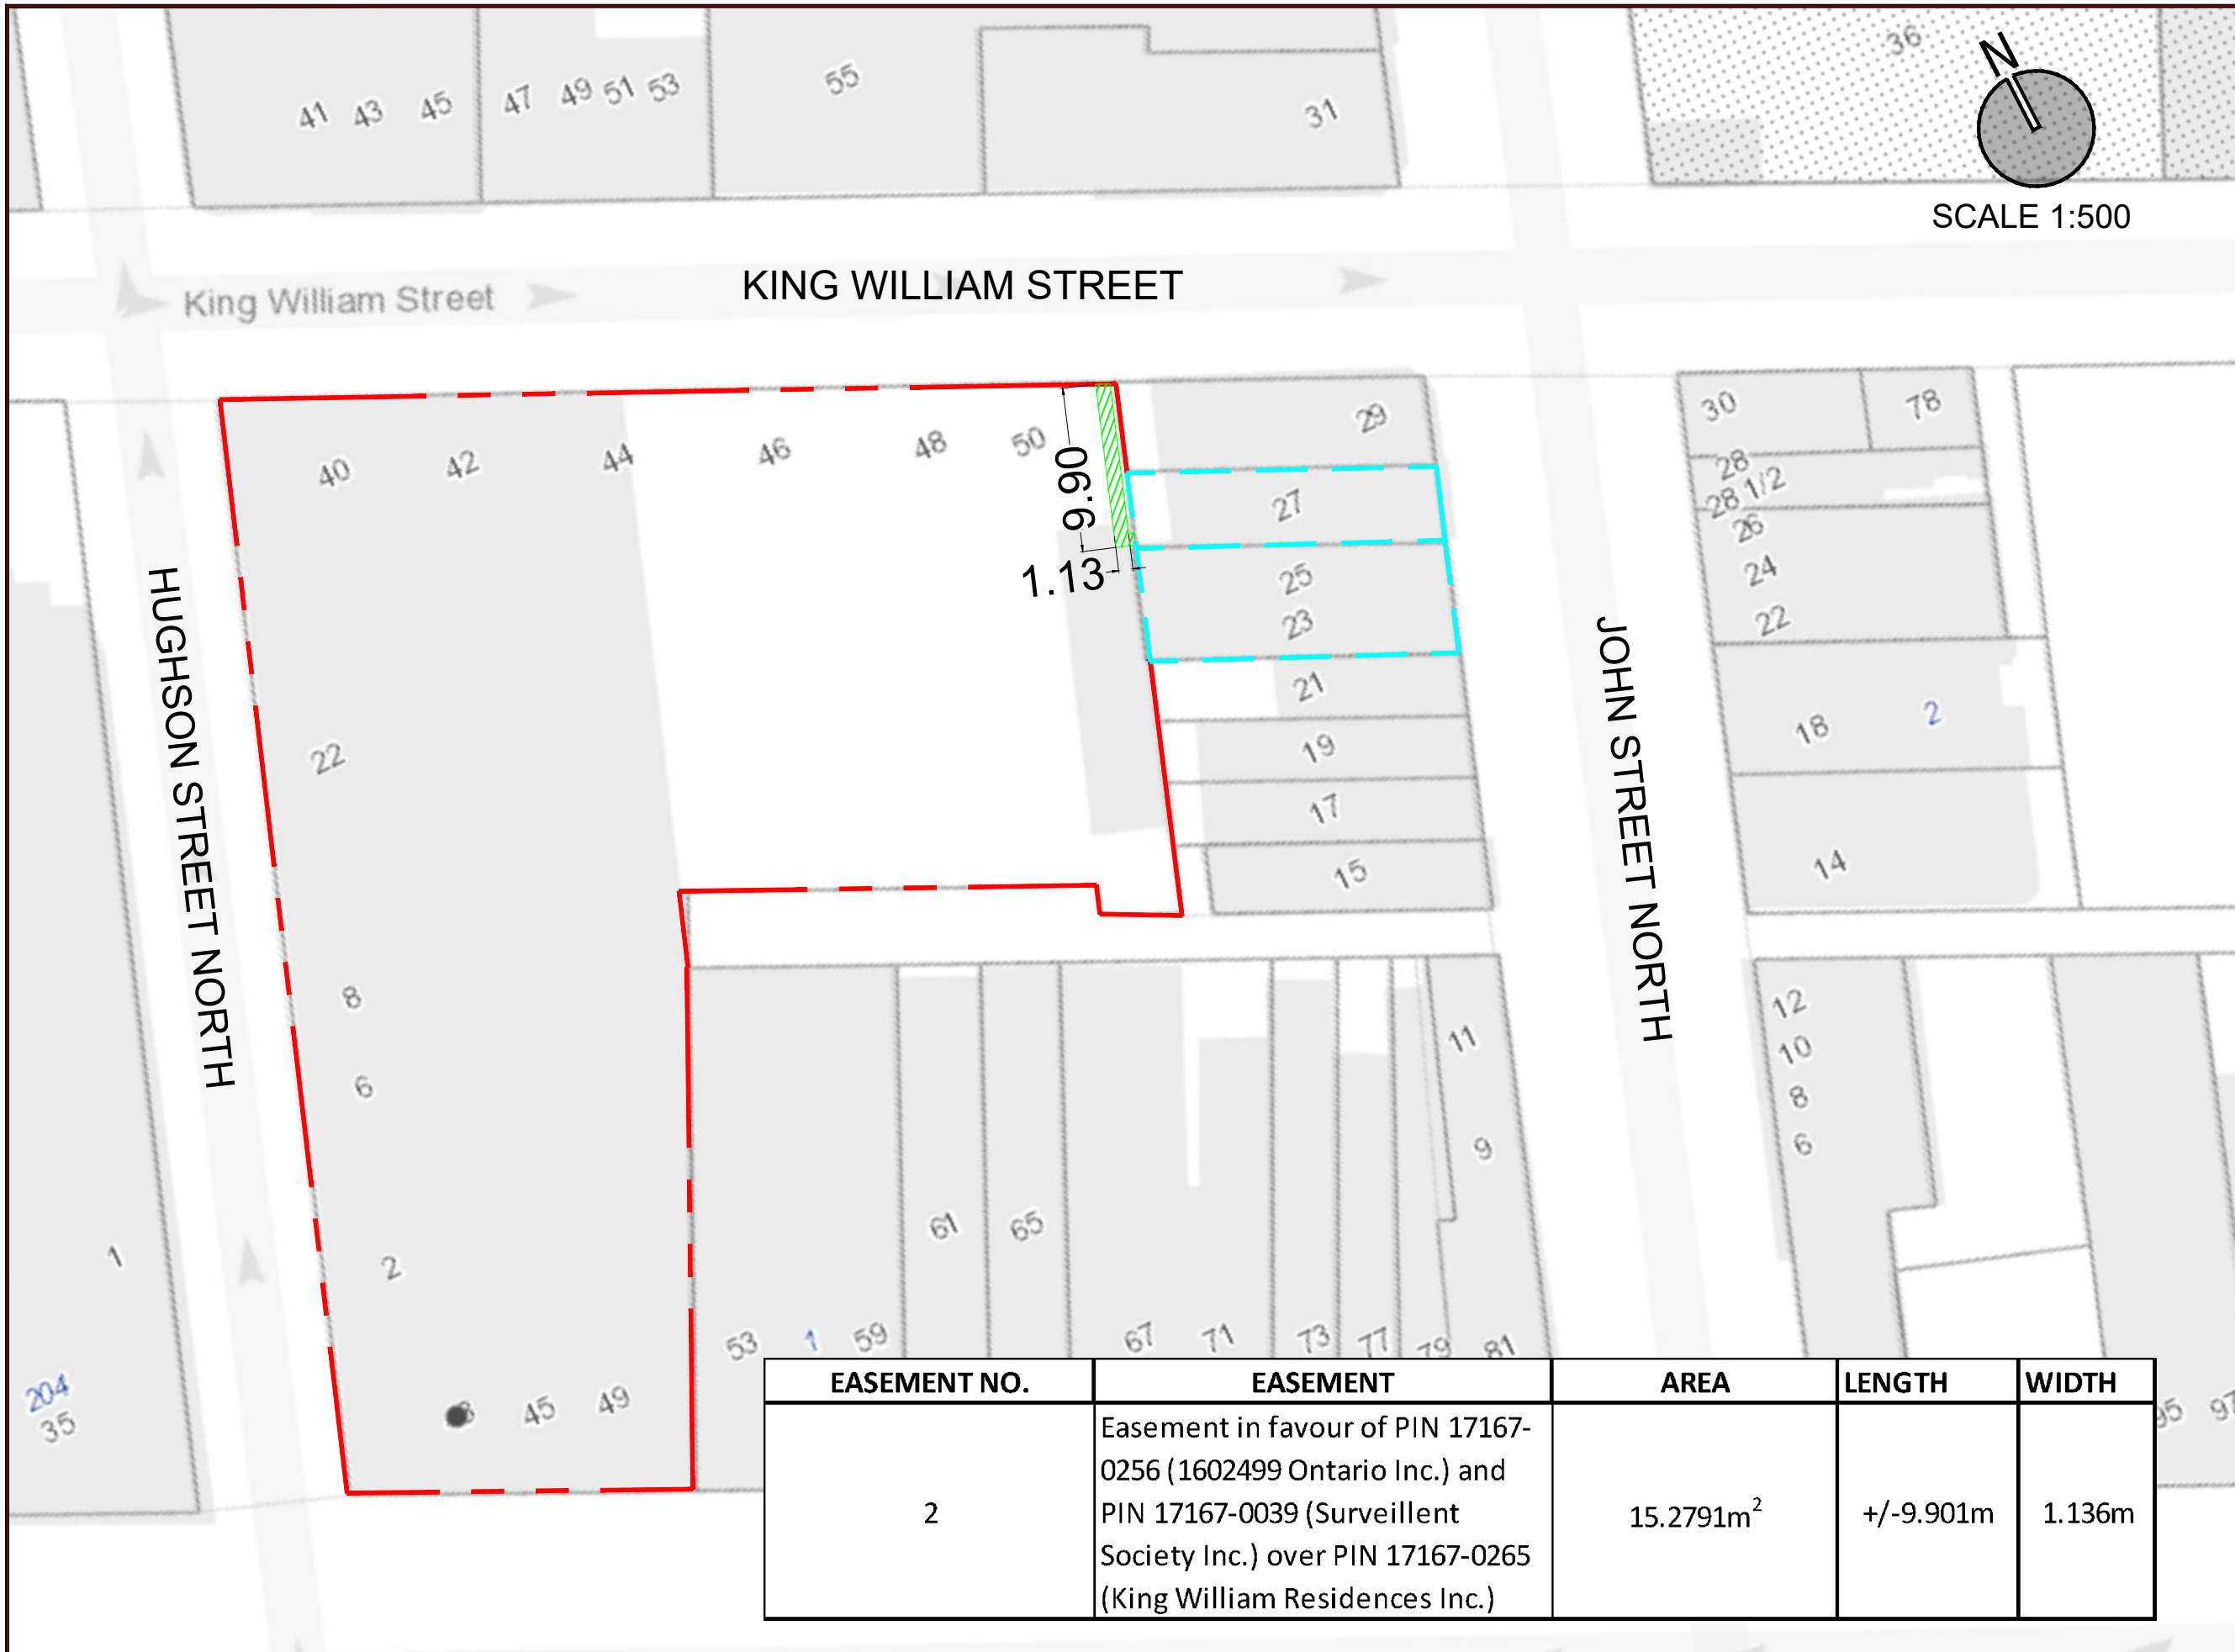 41 43 45 47 49 51 53 55 31 36
N
SCALE 1:500
King William Street
KING WILLIAM STREET
40 42 44 46 48 50
9.90
1.13
29
27
25
23
21
19
17
15
30 78
28
28 1/2
26
24
22
18 2
14
HUGHSON STREET NORTH
JOHN STREET NORTH
22
8
6
2
45 49
1
204
35
53 1 59 61 65 67 71 73 77 79 81
11
9
12
10
8
6
95
EASEMENT NO. EASEMENT AREA LENGTH WIDTH
2
Easement in favour of PIN 17167-
0256 (1602499 Ontario Inc.) and
PIN 17167-0039 (Surveillent
Society Inc.) over PIN 17167-0265
(King William Residences Inc.)
15.2791m²
+/-9.901m
1.136m